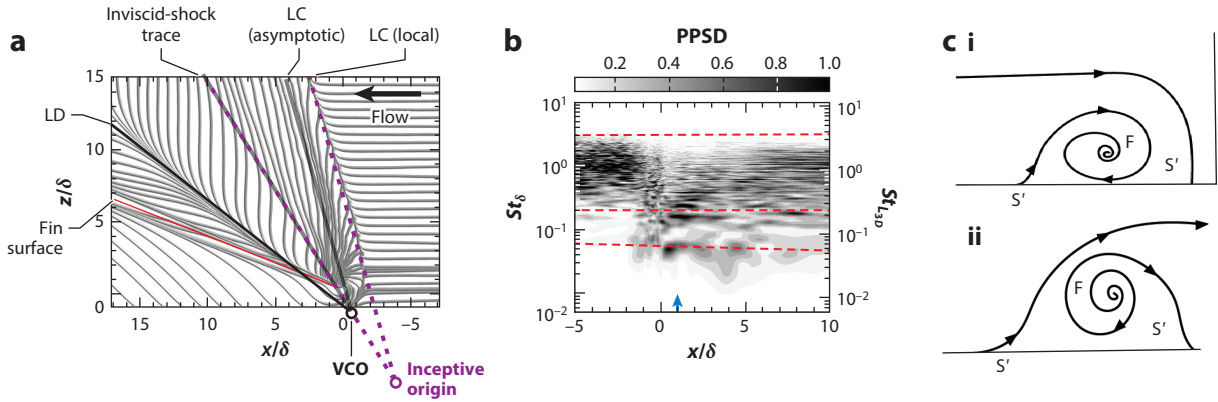 a
Inviscid-shock
trace
LC
(asymptotic)
LC (local)
LD
Fin
surface
z/δ
15
10
5
0
Flow
15
10
5
0
−5
x/δ
VCO
Inceptive
origin
b
PPSD
0.2
0.4
0.6
0.8
1.0
Stδ
10¹
10⁰
10⁻¹
10⁻²
10¹
10⁰
10⁻¹
10⁻²
StL3D
−5
0
5
10
x/δ
c i
F
S′
S′
ii
F
S′
S′